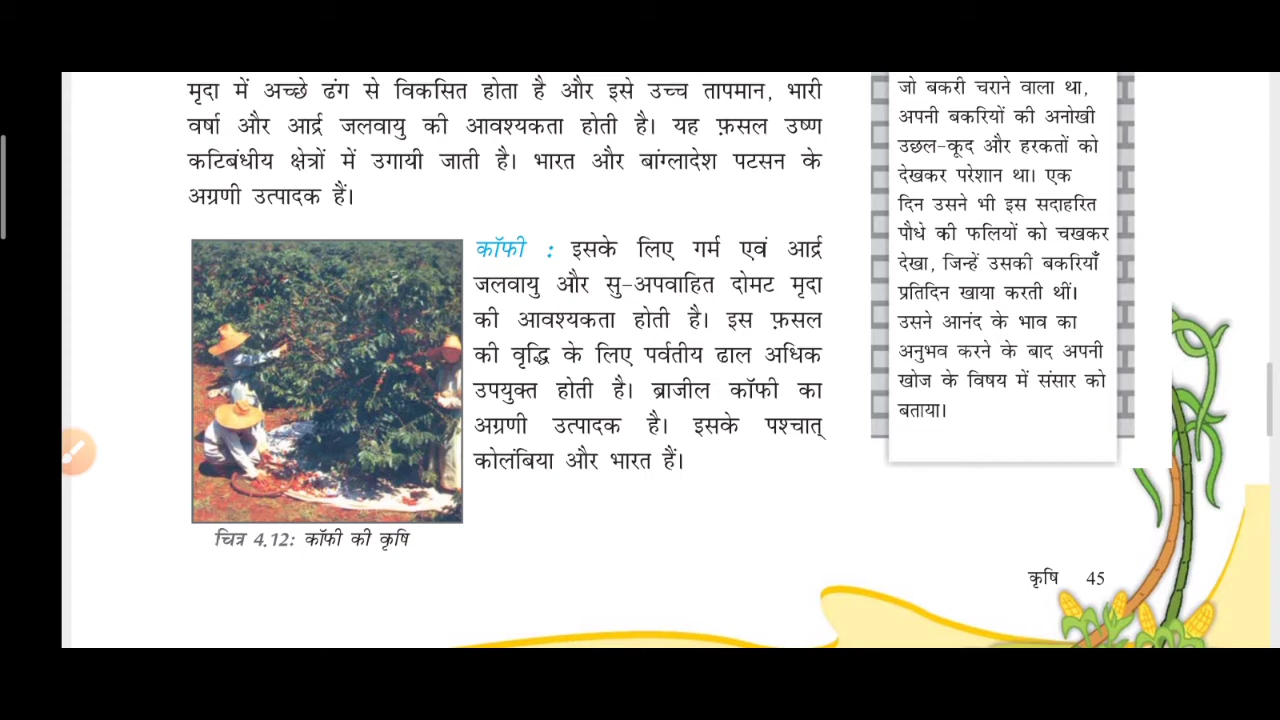 मृदा में अच्छे ढंग से विकसित होता है और इसे उच्च तापमान, भारी
वर्षा और आर्द्र जलवायु की आवश्यकता होती है। यह फ़सल उष्ण
कटिबंधीय क्षेत्रों में उगायी जाती है। भारत और बांग्लादेश पटसन के
अग्रणी उत्पादक हैं।
कॉफी : इसके लिए गर्म एवं आर्द्र
जलवायु और सु-अपवाहित दोमट मृदा
की आवश्यकता होती है। इस फ़सल
की वृद्धि के लिए पर्वतीय ढाल अधिक
उपयुक्त होती है। ब्राजील कॉफी का
अग्रणी उत्पादक है। इसके पश्चात्
कोलंबिया और भारत हैं।
चित्र 4.12: कॉफी की कृषि
जो बकरी चराने वाला था,
अपनी बकरियों की अनोखी
उछल-कूद और हरकतों को
देखकर परेशान था। एक
दिन उसने भी इस सदाहरित
पौधे की फलियों को चखकर
देखा, जिन्हें उसकी बकरियाँ
प्रतिदिन खाया करती थीं।
उसने आनंद के भाव का
अनुभव करने के बाद अपनी
खोज के विषय में संसार को
बताया।
कृषि 45